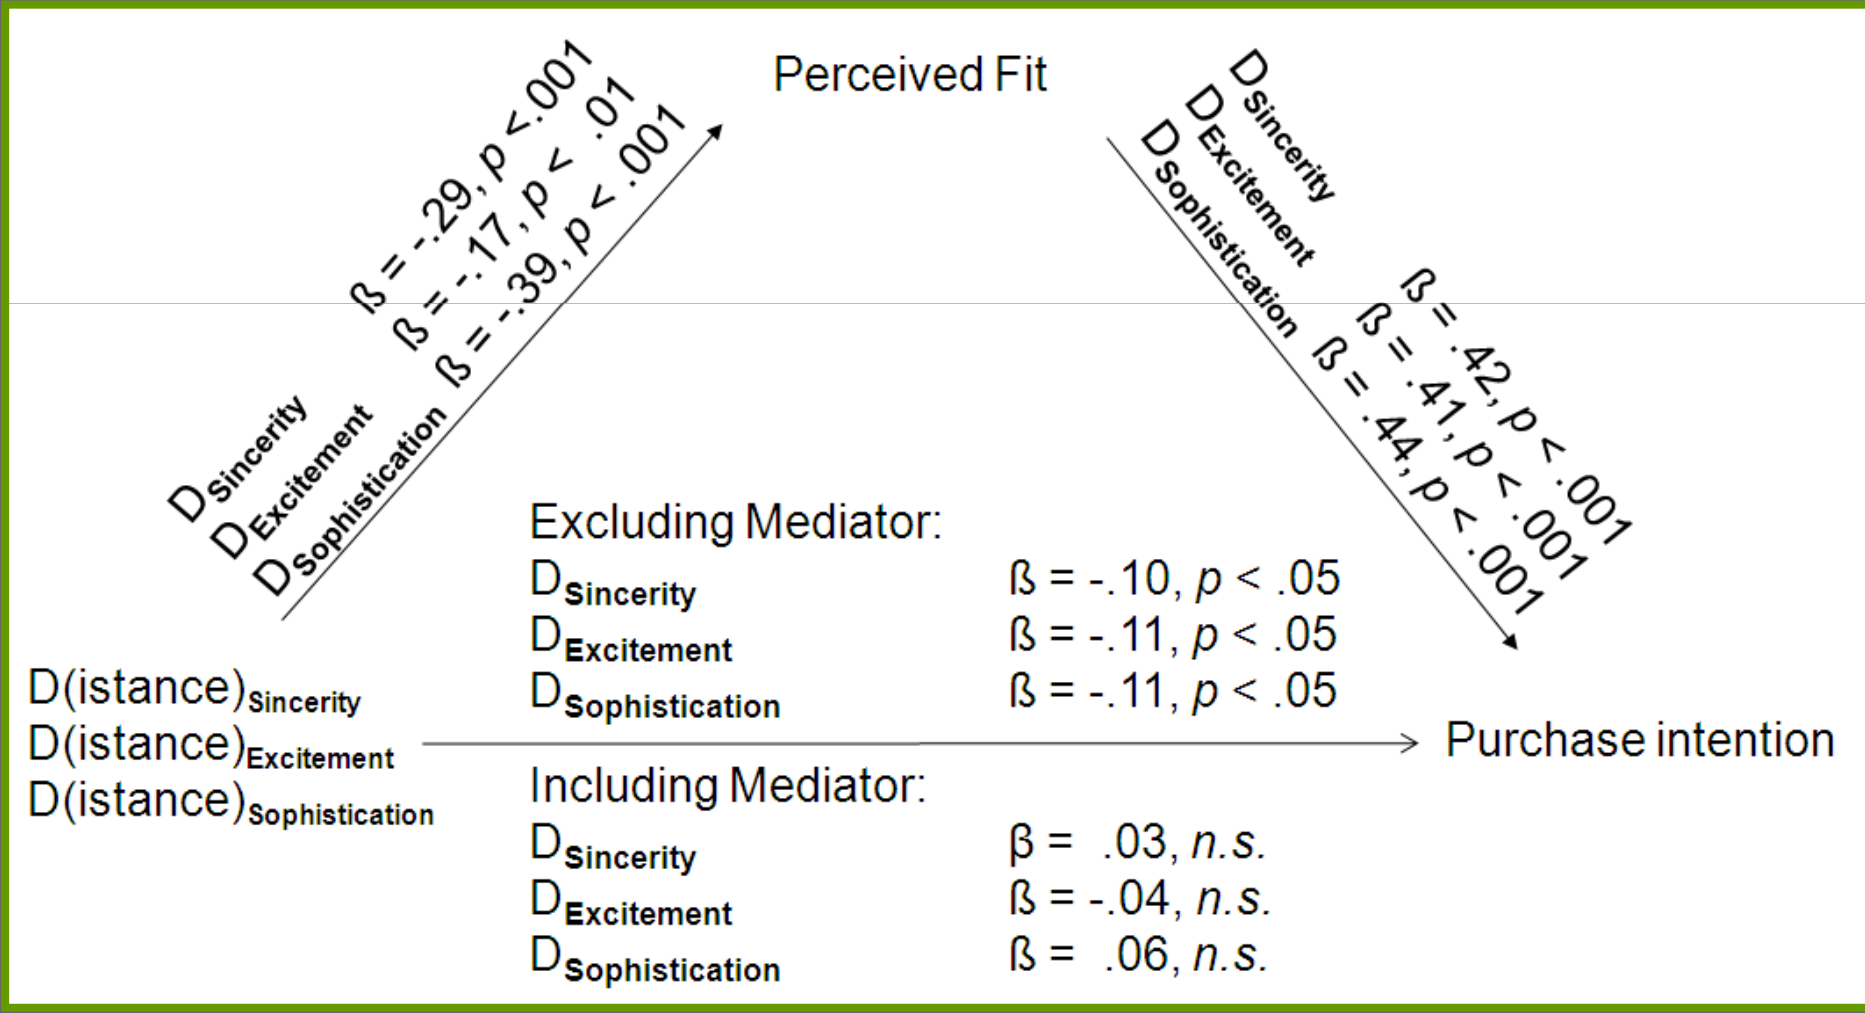 Perceived Fit
DSincerity ß = -.29, p <.001
DExcitement ß = -.17, p < .01
DSophistication ß = -.39, p < .001
DSincerity ß = .42, p < .001
DExcitement ß = .41, p < .001
DSophistication ß = .44, p < .001
Excluding Mediator:
DSincerity ß = -.10, p < .05
DExcitement ß = -.11, p < .05
DSophistication ß = -.11, p < .05
D(istance)Sincerity
D(istance)Excitement
D(istance)Sophistication
Purchase intention
Including Mediator:
DSincerity β = .03, n.s.
DExcitement ß = -.04, n.s.
DSophistication ß = .06, n.s.